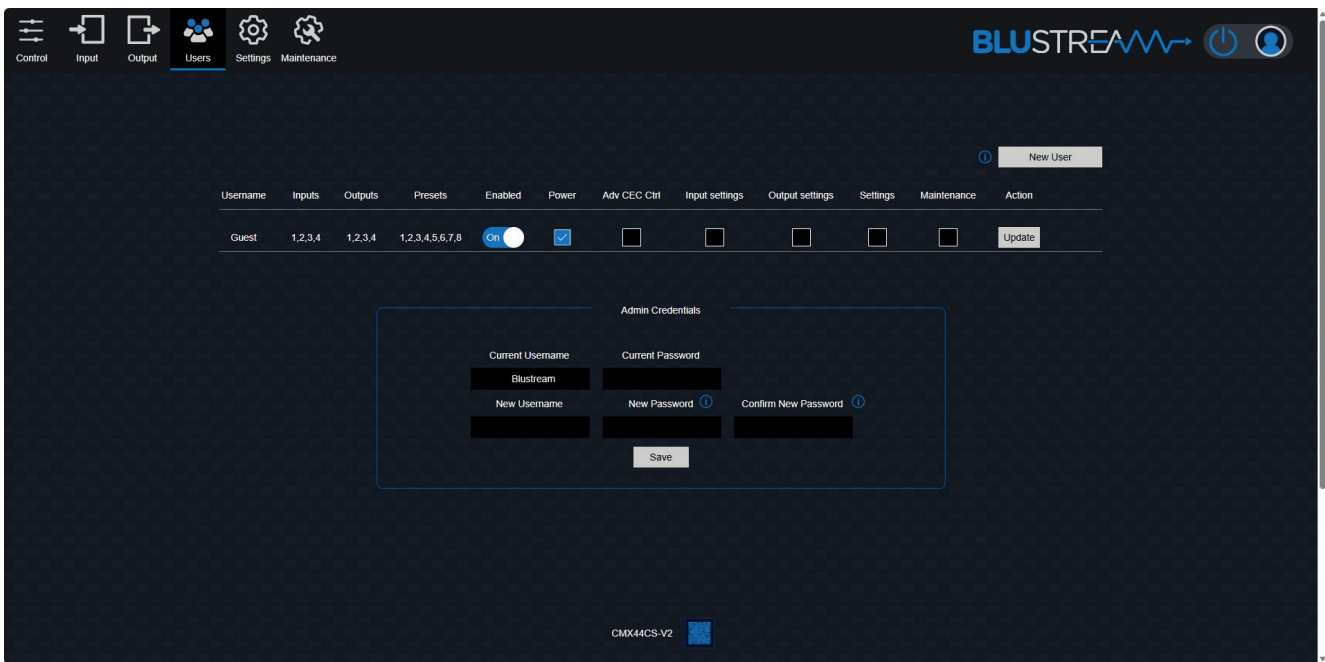 BLUSTREAM
Control Input Output Users Settings Maintenance
New User
Username Inputs Outputs Presets Enabled Power Adv CEC Ctrl Input settings Output settings Settings Maintenance Action
Guest 1,2,3,4 1,2,3,4 1,2,3,4,5,6,7,8 On Update
Admin Credentials
Current Username Current Password
Blustream
New Username New Password Confirm New Password
Save
CMX44CS-V2